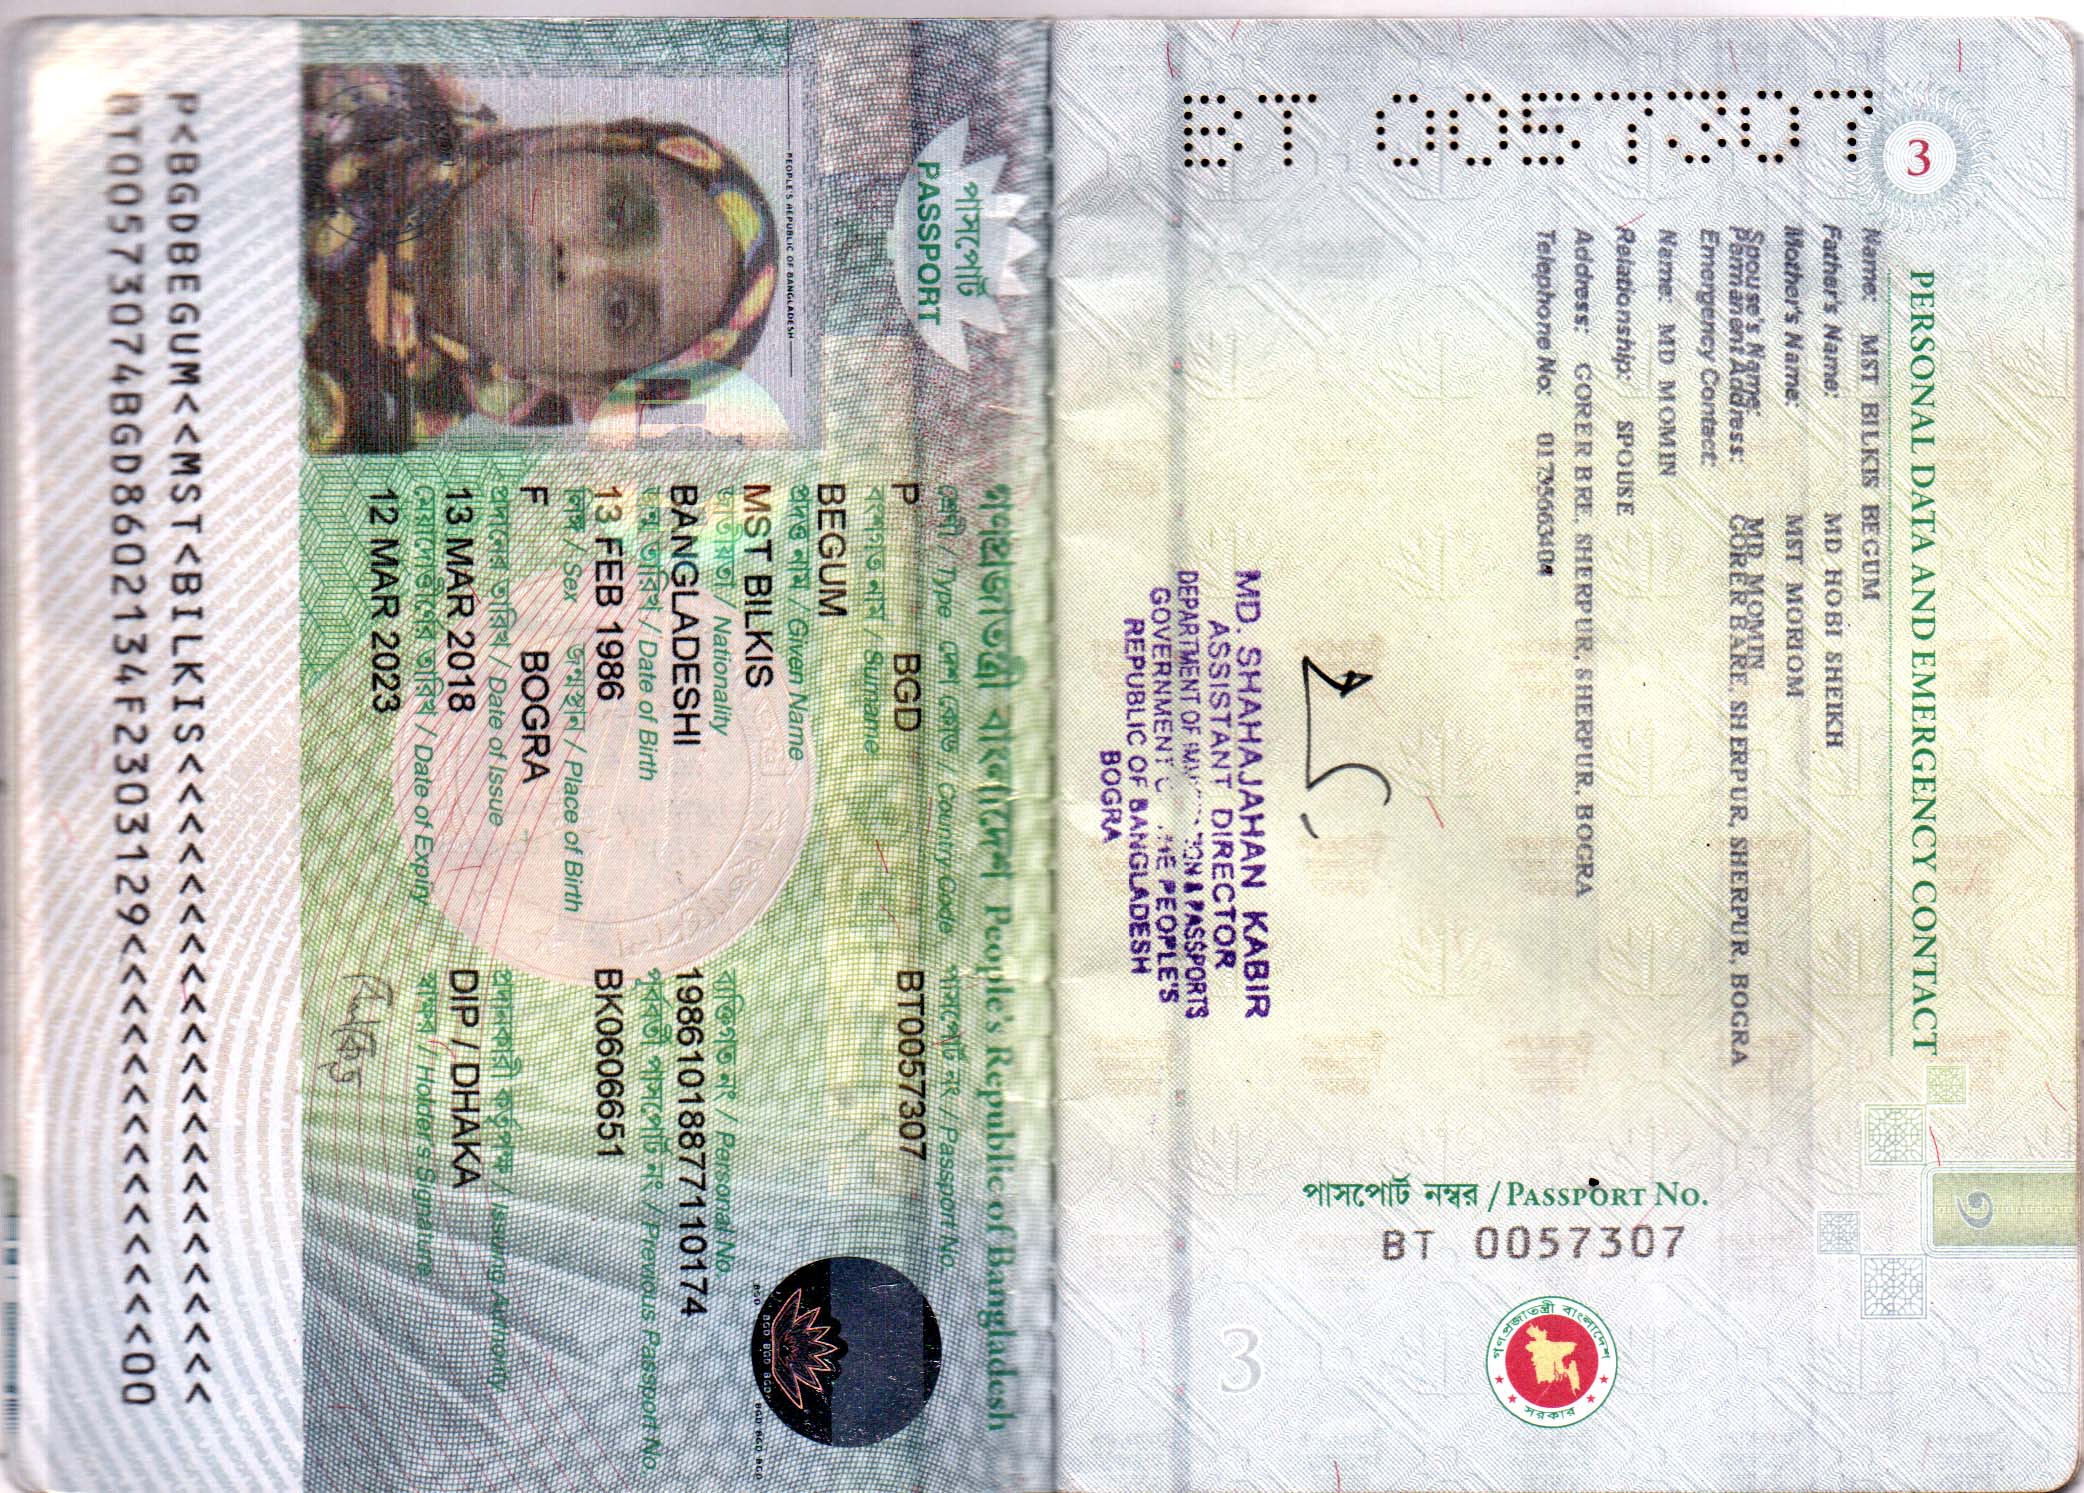 3
PERSONAL DATA AND EMERGENCY CONTACT
Name: MST BILKIS BEGUM
Father's Name: MD HOBI SHEIKH
Mother's Name: MST MORIOM
Spouse's Name: MD MOMIN
Permanent Address: GORER BARE, SHERPUR, SHERPUR, BOGRA
Emergency Contact:
Name: MD MOMIN
Relationship: SPOUSE
Address: GORER BRE, SHERPUR, SHERPUR, BOGRA
Telephone No:
BT 0057307
MD. SHAHAJAHAN KABIR
ASSISTANT DIRECTOR
DEPARTMENT OF & PASSPORTS
GOVERNMENT PEOPLE'S
REPUBLIC OF BANGLADESH
BOGRA
পাসপোর্ট নম্বর / PASSPORT NO.
BT 0057307
গণপ্রজাতন্ত্রী বাংলাদেশ
সরকার
৩
3
গণপ্রজাতন্ত্রী বাংলাদেশ People's Republic of Bangladesh
পাসপোর্ট
PASSPORT
শ্রেণী / Type দেশ কোড / Country Code পাসপোর্ট নং / Passport No.
P BGD BT0057307
বংশগত নাম / Surname
BEGUM
প্রদত্ত নাম / Given Name
MST BILKIS
জাতীয়তা / Nationality ব্যক্তিগত নং / Personal No.
BANGLADESHI 19861018877110174
জন্ম তারিখ / Date of Birth পূর্ববর্তী পাসপোর্ট নং / Previous Passport No.
13 FEB 1986 BK0606651
লিঙ্গ / Sex জন্মস্থান / Place of Birth
F BOGRA
প্রদানের তারিখ / Date of Issue প্রদানকারী কর্তৃপক্ষ / Issuing Authority
13 MAR 2018 DIP / DHAKA
মেয়াদোত্তীর্ণের তারিখ / Date of Expiry স্বাক্ষর / Holder's Signature
12 MAR 2023
PEOPLE'S REPUBLIC OF BANGLADESH
BGD BGD BGD BGD
P<BGDBEGUM<<MST<BILKIS<<<<<<<<<<<<<<<<<<<<<<
BT00573074BGD8602134F2303129<<<<<<<<<<<<<<00